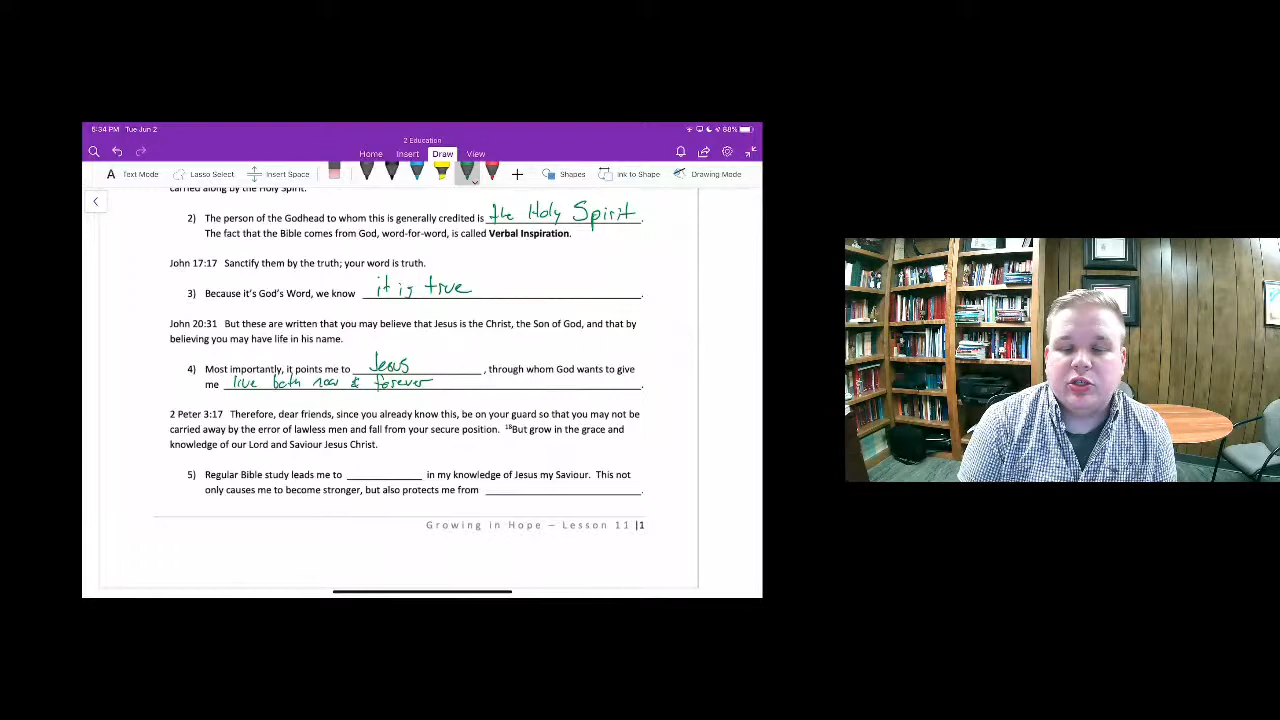 5:34 PM Tue Jun 2 88%
2 Education
Home Insert Draw View
Text Mode Lasso Select Insert Space Shapes Ink to Shape Drawing Mode
carried along by the Holy Spirit.
2) The person of the Godhead to whom this is generally credited is the Holy Spirit.
The fact that the Bible comes from God, word-for-word, is called Verbal Inspiration.
John 17:17 Sanctify them by the truth; your word is truth.
3) Because it's God's Word, we know it is true.
John 20:31 But these are written that you may believe that Jesus is the Christ, the Son of God, and that by
believing you may have life in his name.
4) Most importantly, it points me to Jesus, through whom God wants to give
me live both now & forever.
2 Peter 3:17 Therefore, dear friends, since you already know this, be on your guard so that you may not be
carried away by the error of lawless men and fall from your secure position. 18But grow in the grace and
knowledge of our Lord and Saviour Jesus Christ.
5) Regular Bible study leads me to ____________ in my knowledge of Jesus my Saviour. This not
only causes me to become stronger, but also protects me from ____________.
Growing in Hope – Lesson 11 |1